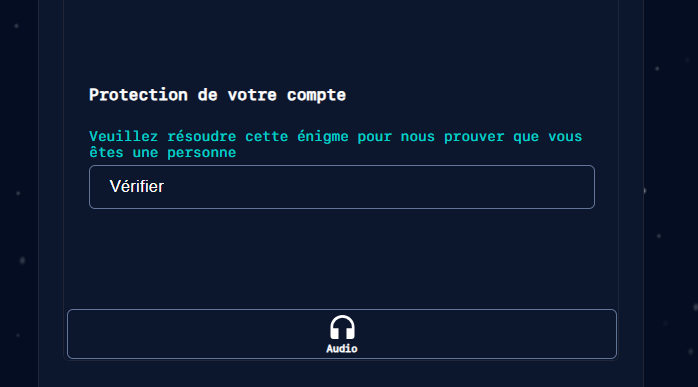 Protection de votre compte
Veuillez résoudre cette énigme pour nous prouver que vous
êtes une personne
Vérifier
Audio